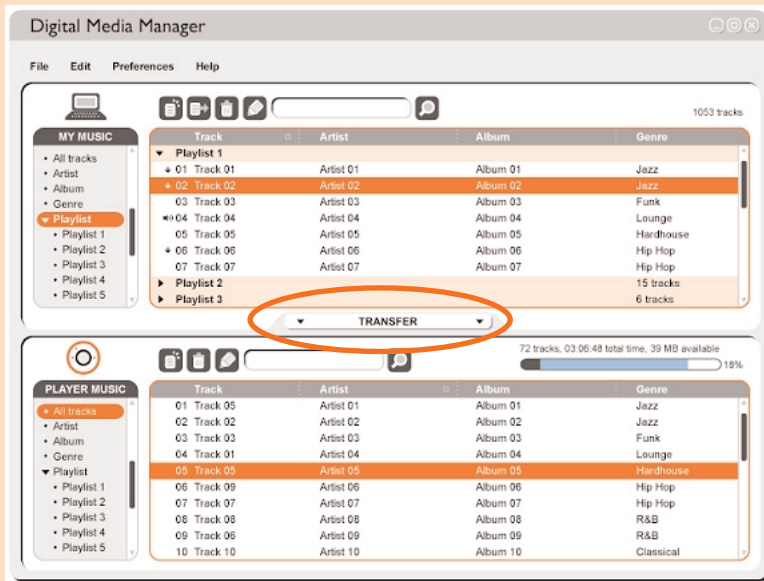 Digital Media Manager
File Edit Preferences Help
1053 tracks
MY MUSIC
• All tracks
• Artist
• Album
• Genre
Playlist
• Playlist 1
• Playlist 2
• Playlist 3
• Playlist 4
• Playlist 5
Track Artist Album Genre
Playlist 1
01 Track 01 Artist 01 Album 01 Jazz
02 Track 02 Artist 02 Album 02 Jazz
03 Track 03 Artist 03 Album 03 Funk
04 Track 04 Artist 04 Album 04 Lounge
05 Track 05 Artist 05 Album 05 Hardhouse
06 Track 06 Artist 06 Album 06 Hip Hop
07 Track 07 Artist 07 Album 07 Hip Hop
Playlist 2 15 tracks
Playlist 3 6 tracks
TRANSFER
72 tracks, 03:06:48 total time, 39 MB available
18%
PLAYER MUSIC
• All tracks
• Artist
• Album
• Genre
Playlist
• Playlist 1
• Playlist 2
• Playlist 3
• Playlist 4
• Playlist 5
Track Artist Album Genre
01 Track 05 Artist 01 Album 01 Jazz
02 Track 02 Artist 02 Album 02 Jazz
03 Track 03 Artist 03 Album 03 Funk
04 Track 01 Artist 04 Album 04 Lounge
05 Track 05 Artist 05 Album 05 Hardhouse
06 Track 09 Artist 06 Album 06 Hip Hop
07 Track 07 Artist 07 Album 07 Hip Hop
08 Track 08 Artist 08 Album 08 R&B
09 Track 06 Artist 09 Album 09 R&B
10 Track 10 Artist 10 Album 10 Classical